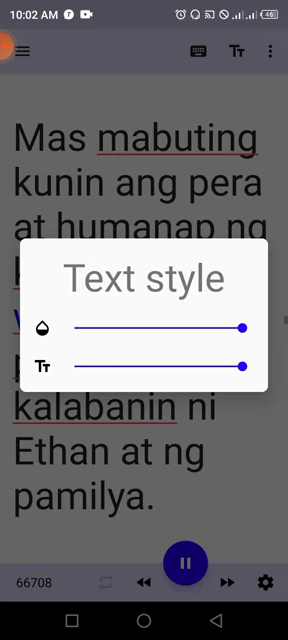 10:02 AM
46
Mas mabuting
kunin ang pera
at humanap ng
Text style
kalabanin ni
Ethan at ng
pamilya.
66708